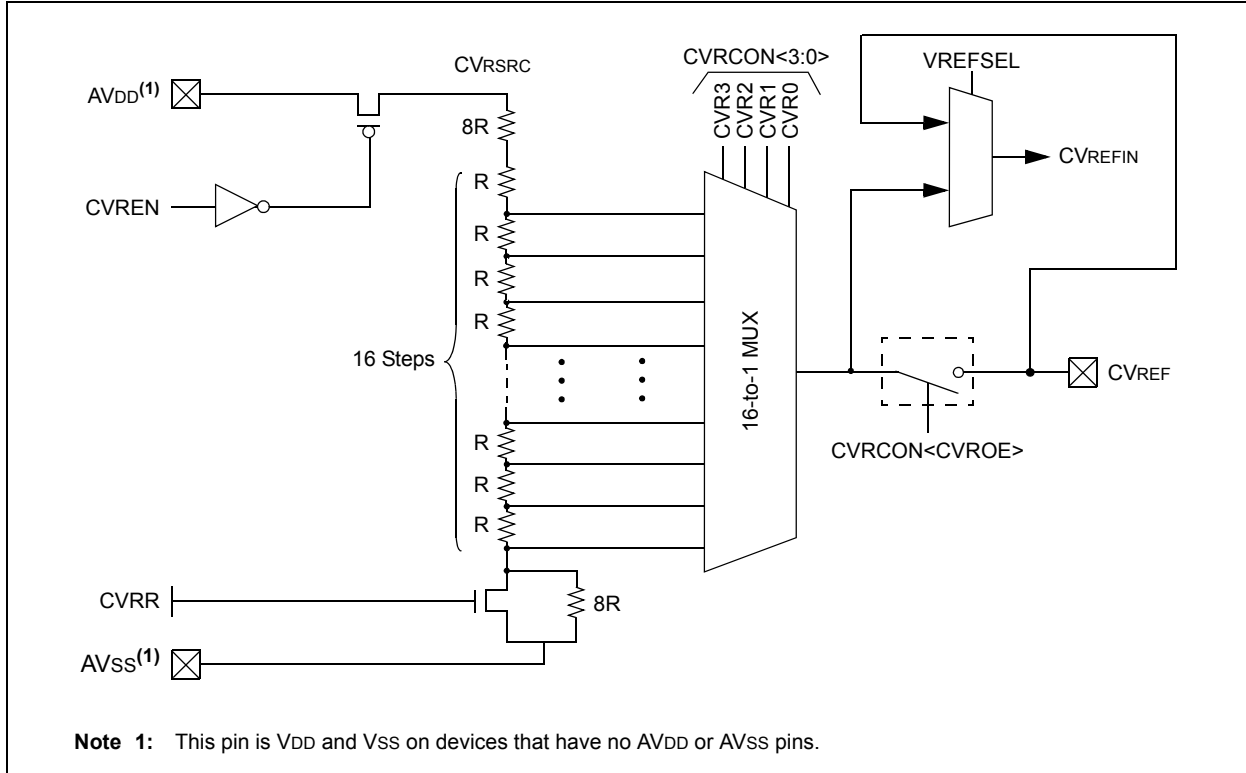 CVRSRC
CVRCON<3:0>
CVR3
CVR2
CVR1
CVR0
VREFSEL
AVDD(1)
8R
CVREFIN
CVREN
R
R
R
R
16 Steps
16-to-1 MUX
CVREF
R
R
R
CVRCON<CVROE>
CVRR
8R
AVSS(1)
Note 1: This pin is VDD and VSS on devices that have no AVDD or AVSS pins.